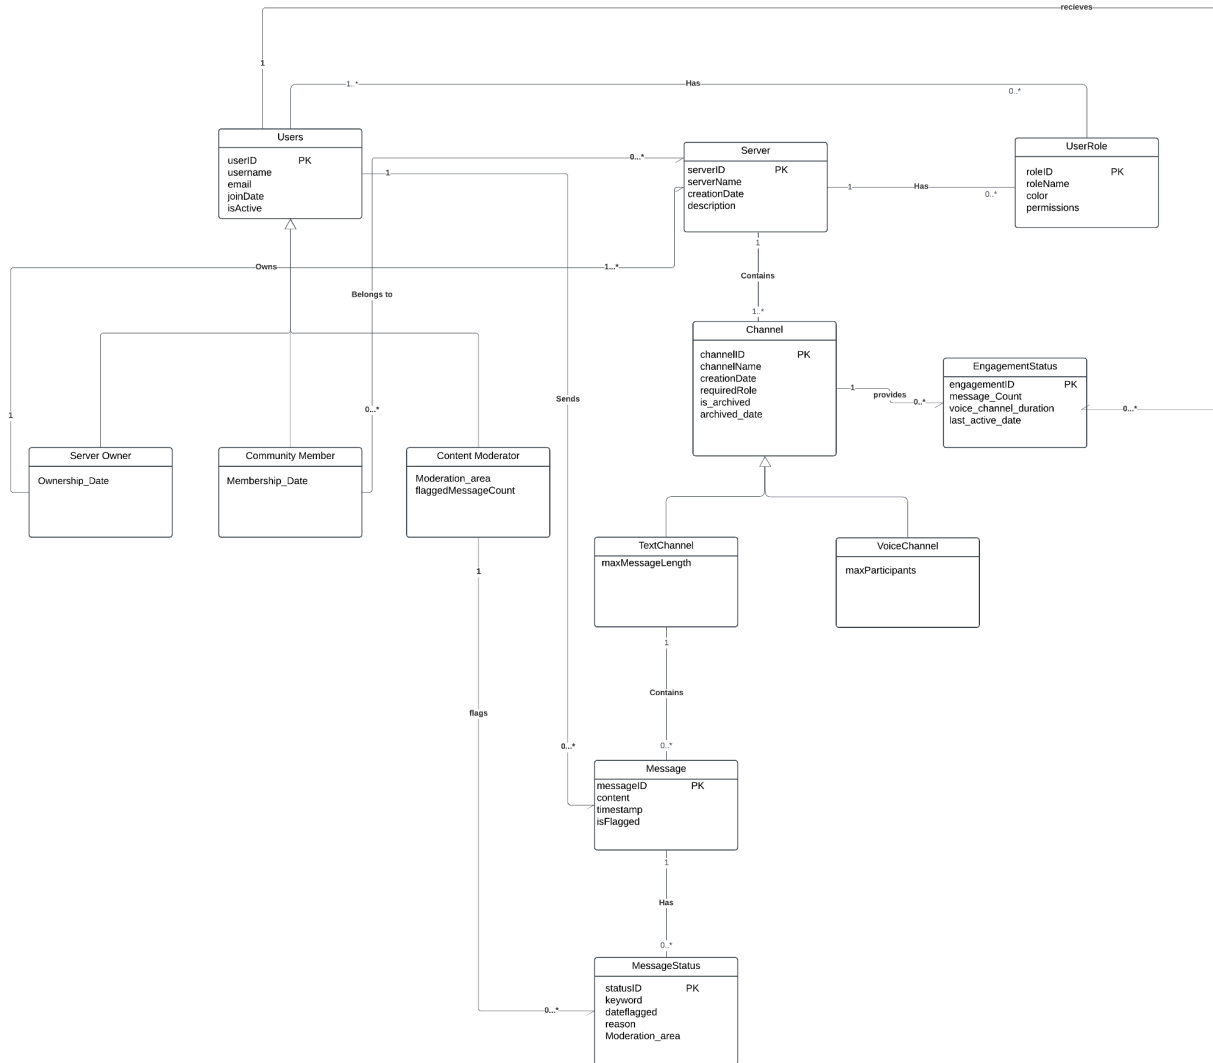 recieves
1
1..*
Has
0..*
Users
userID PK
username
email
joinDate
isActive
0...*
1
Server
serverID PK
serverName
creationDate
description
1
Has
0..*
UserRole
roleID PK
roleName
color
permissions
Owns
1...*
1
Contains
1..*
Belongs to
Channel
channelID PK
channelName
creationDate
requiredRole
is_archived
archived_date
1
provides
0..*
EngagementStatus
engagementID PK
message_Count
voice_channel_duration
last_active_date
0...*
1
0...*
Sends
Server Owner
Ownership_Date
Community Member
Membership_Date
Content Moderator
Moderation_area
flaggedMessageCount
TextChannel
maxMessageLength
VoiceChannel
maxParticipants
1
1
Contains
flags
0...*
0..*
Message
messageID PK
content
timestamp
isFlagged
1
Has
0..*
MessageStatus
statusID PK
keyword
dateflagged
reason
Moderation_area
0...*